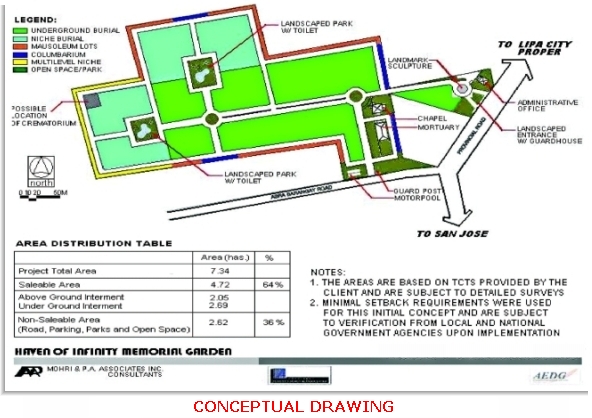 LEGEND:
UNDERGROUND BURIAL
NICHE BURIAL
MAUSOLEUM LOTS
COLUMBARIUM
MULTILEVEL NICHE
OPEN SPACE/PARK
LANDSCAPED PARK
W/ TOILET
TO LIPA CITY
PROPER
LANDMARK
SCULPTURE
POSSIBLE
LOCATION
OF CREMATORIUM
ADMINISTRATIVE
OFFICE
CHAPEL
MORTUARY
LANDSCAPED
ENTRANCE
W/ GUARDHOUSE
PROVINCIAL ROAD
north
0 10 20 50M
LANDSCAPED PARK
W/ TOILET
GUARD POST
MOTORPOOL
ABRA BARANGAY ROAD
TO SAN JOSE
AREA DISTRIBUTION TABLE
Area (has.) %
Project Total Area 7.34
Saleable Area 4.72 64%
Above Ground Interment 2.05
Under Ground Interment 2.69
Non-Saleable Area 2.62 36%
(Road, Parking, Parks and Open Space)
NOTES:
1. THE AREAS ARE BASED ON TCTS PROVIDED BY THE
CLIENT AND ARE SUBJECT TO DETAILED SURVEYS
2. MINIMAL SETBACK REQUIREMENTS WERE USED
FOR THIS INITIAL CONCEPT AND ARE SUBJECT
TO VERIFICATION FROM LOCAL AND NATIONAL
GOVERNMENT AGENCIES UPON IMPLEMENTATION
HAVEN OF INFINITY MEMORIAL GARDEN
MOHRI & P.A. ASSOCIATES INC.
CONSULTANTS
AEDG
CONCEPTUAL DRAWING